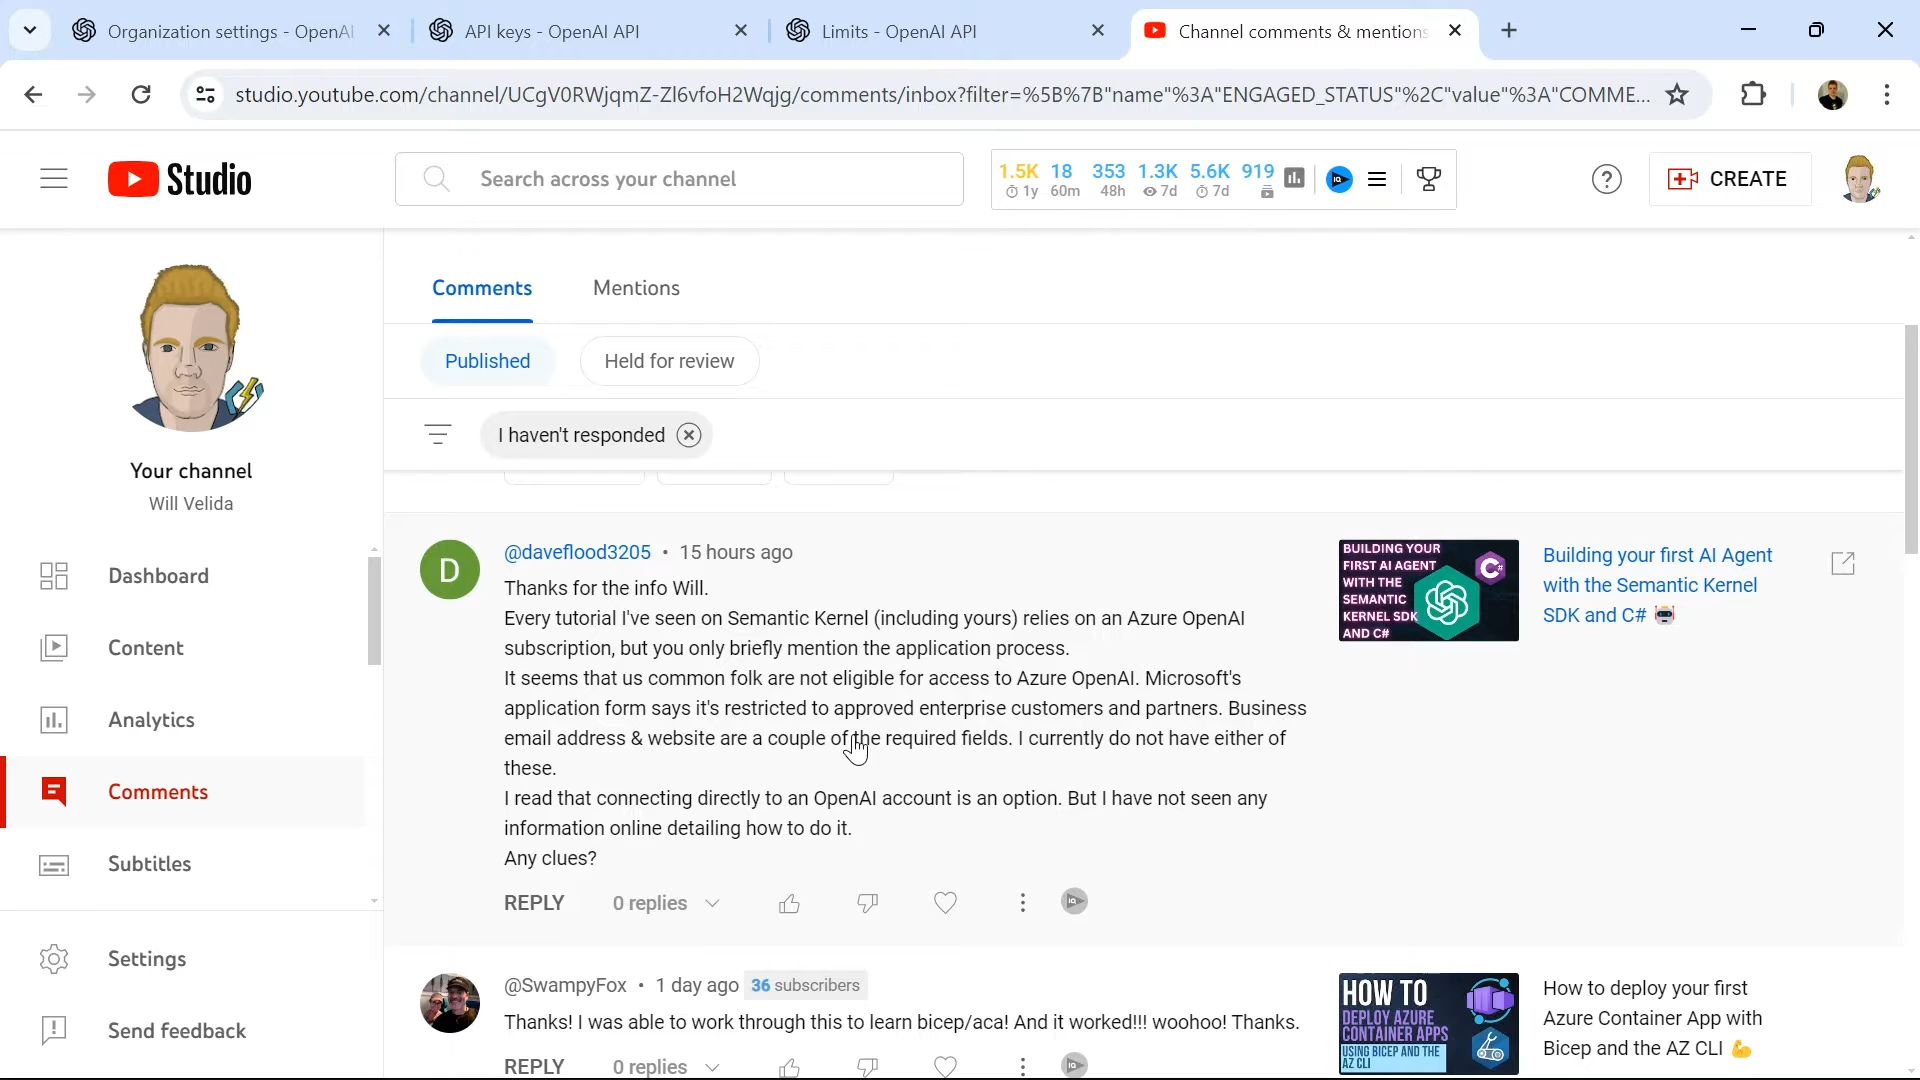 Organization settings - OpenAI
API keys - OpenAI API
Limits - OpenAI API
Channel comments & mentions
studio.youtube.com/channel/UCgV0RWjqmZ-Zl6vfoH2Wqjg/comments/inbox?filter=%5B%7B"name"%3A"ENGAGED_STATUS"%2C"value"%3A"COMME...
Studio
Search across your channel
1.5K 18 353 1.3K 5.6K 919
1y 60m 48h 7d 7d
IQ
CREATE
Your channel
Will Velida
Dashboard
Content
Analytics
Comments
Subtitles
Settings
Send feedback
Comments
Mentions
Published
Held for review
I haven't responded
D
@daveflood3205 • 15 hours ago
Thanks for the info Will.
Every tutorial I've seen on Semantic Kernel (including yours) relies on an Azure OpenAI
subscription, but you only briefly mention the application process.
It seems that us common folk are not eligible for access to Azure OpenAI. Microsoft's
application form says it's restricted to approved enterprise customers and partners. Business
email address & website are a couple of the required fields. I currently do not have either of
these.
I read that connecting directly to an OpenAI account is an option. But I have not seen any
information online detailing how to do it.
Any clues?
REPLY 0 replies
IQ
BUILDING YOUR
FIRST AI AGENT
WITH THE
SEMANTIC
KERNEL SDK
AND C#
C#
Building your first AI Agent
with the Semantic Kernel
SDK and C# 🤖
@SwampyFox • 1 day ago 36 subscribers
Thanks! I was able to work through this to learn bicep/aca! And it worked!!! woohoo! Thanks.
REPLY 0 replies
IQ
HOW TO
DEPLOY AZURE
CONTAINER APPS
USING BICEP AND THE
AZ CLI
How to deploy your first
Azure Container App with
Bicep and the AZ CLI 💪